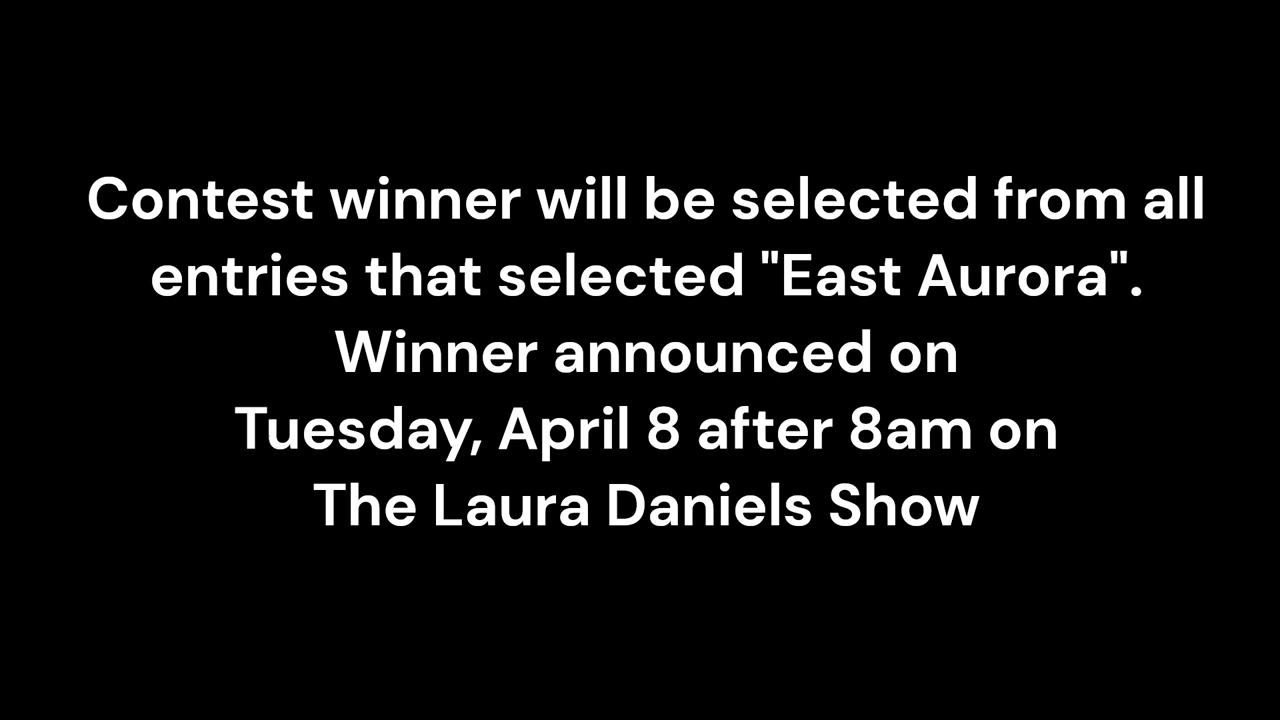 Contest winner will be selected from all
entries that selected "East Aurora".
Winner announced on
Tuesday, April 8 after 8am on
The Laura Daniels Show